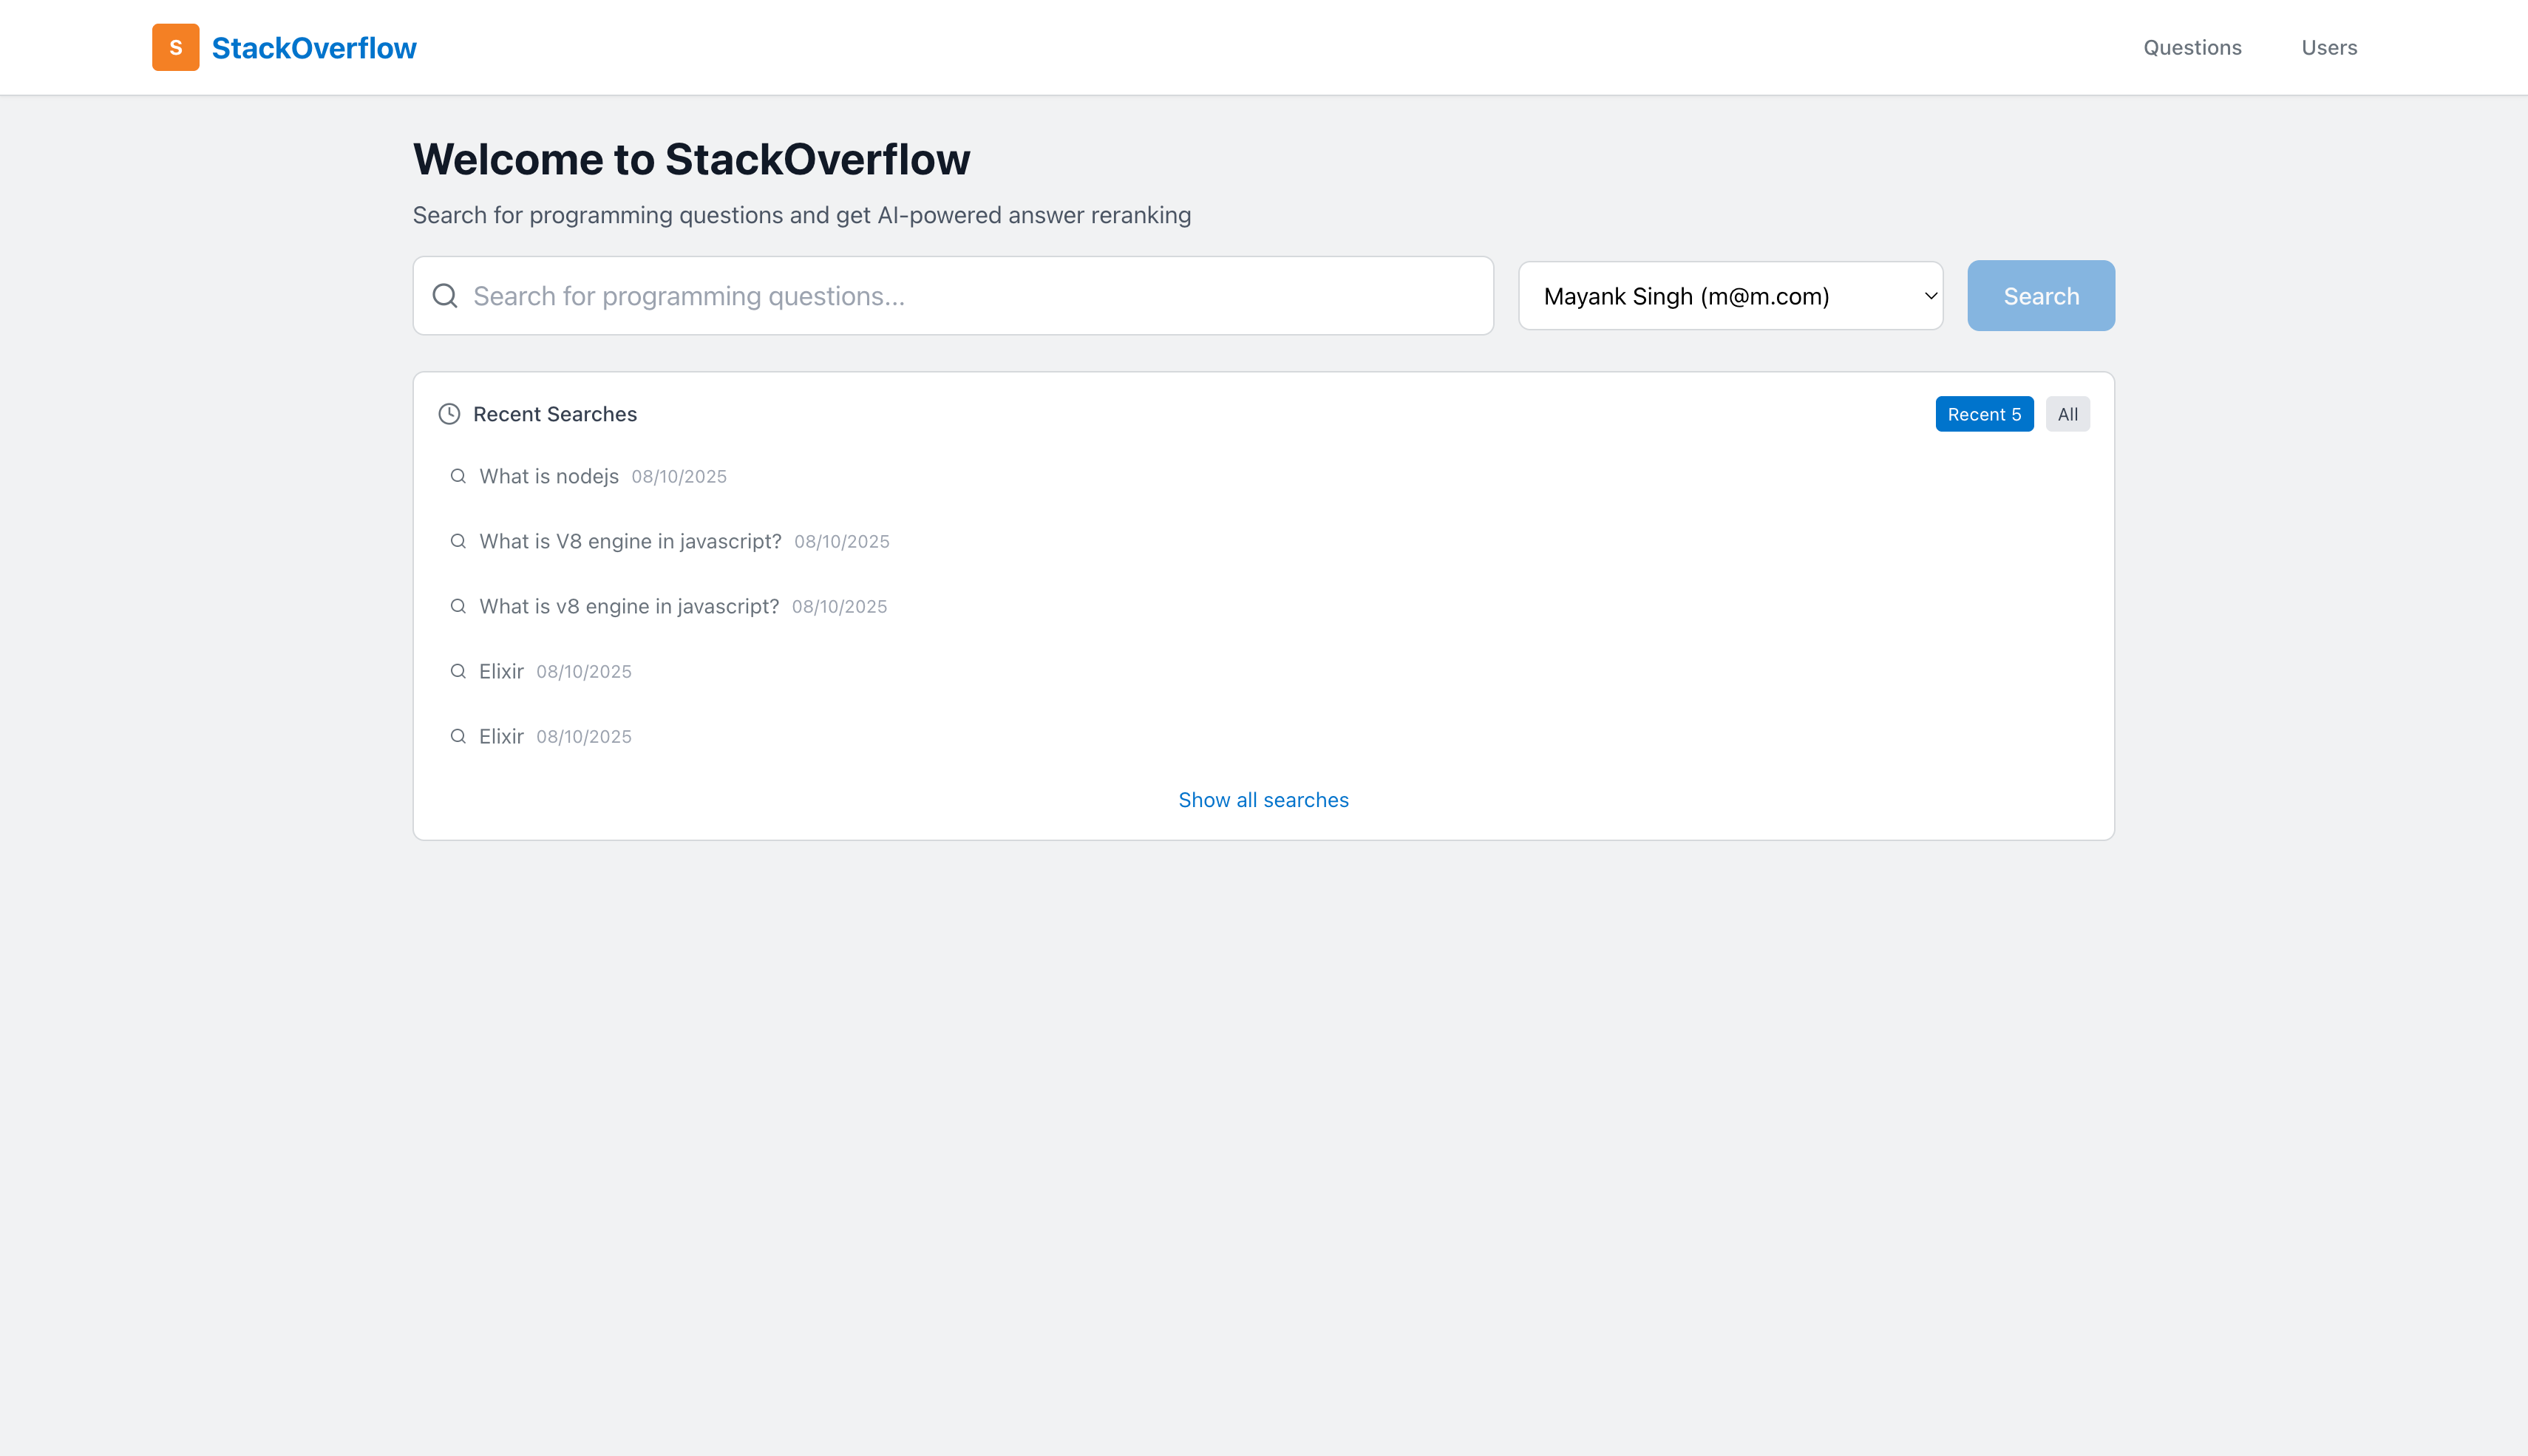 S StackOverflow Questions Users
Welcome to StackOverflow
Search for programming questions and get AI-powered answer reranking
Search for programming questions... Mayank Singh (m@m.com) Search
Recent Searches Recent 5 All
What is nodejs 08/10/2025
What is V8 engine in javascript? 08/10/2025
What is v8 engine in javascript? 08/10/2025
Elixir 08/10/2025
Elixir 08/10/2025
Show all searches